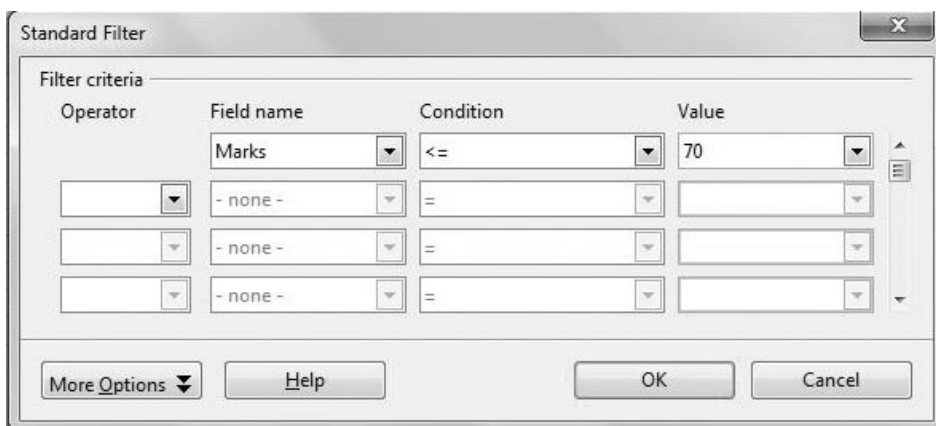 Standard Filter
x
Filter criteria
Operator Field name Condition Value
Marks <= 70
- none - =
- none - =
- none - =
More Options Help OK Cancel